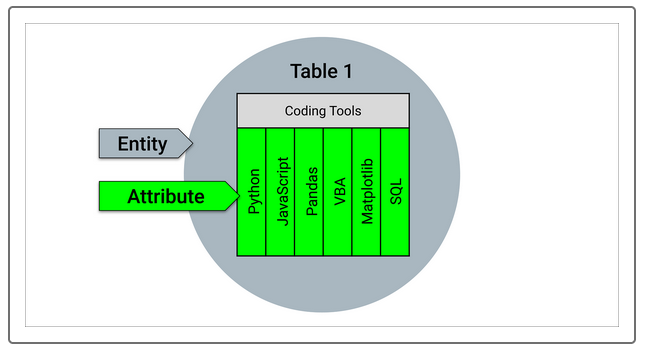 Table 1
Coding Tools
Entity
Attribute
Python
JavaScript
Pandas
VBA
Matplotlib
SQL